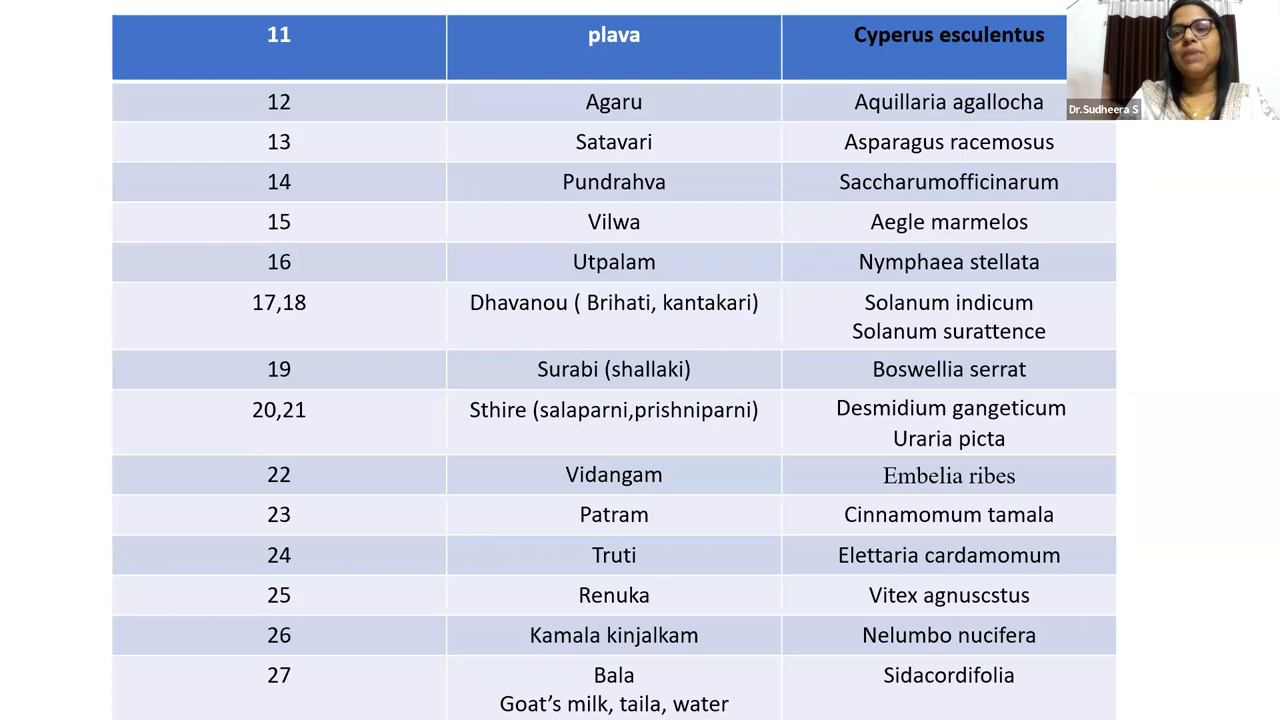 11 plava Cyperus esculentus
Dr.Sudheera S
12 Agaru Aquillaria agallocha
13 Satavari Asparagus racemosus
14 Pundrahva Saccharumofficinarum
15 Vilwa Aegle marmelos
16 Utpalam Nymphaea stellata
17,18 Dhavanou ( Brihati, kantakari) Solanum indicum
Solanum surattence
19 Surabi (shallaki) Boswellia serrat
20,21 Sthire (salaparni,prishniparni) Desmidium gangeticum
Uraria picta
22 Vidangam Embelia ribes
23 Patram Cinnamomum tamala
24 Truti Elettaria cardamomum
25 Renuka Vitex agnuscstus
26 Kamala kinjalkam Nelumbo nucifera
27 Bala Sidacordifolia
Goat’s milk, taila, water